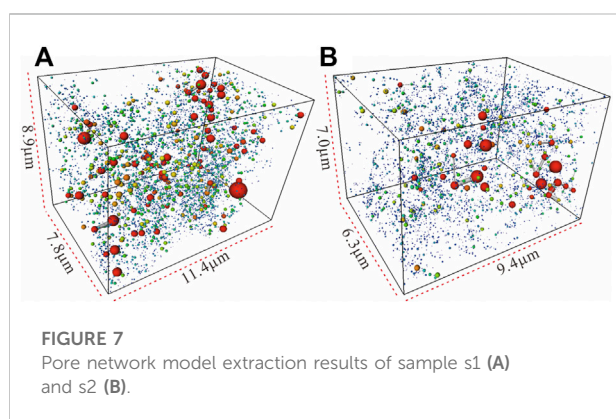 A
B
8.9μm
7.8μm
11.4μm
7.0μm
6.3μm
9.4μm
FIGURE 7
Pore network model extraction results of sample s1 (A)
and s2 (B).